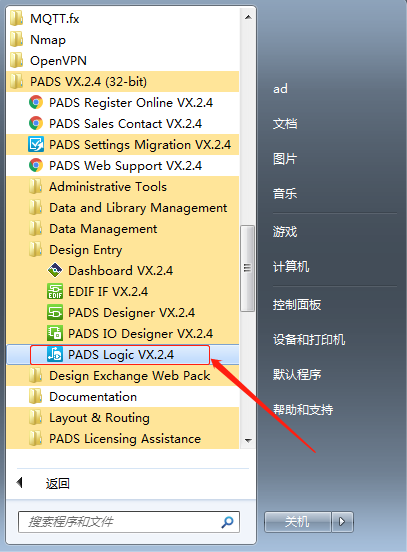 MQTT.fx
Nmap
OpenVPN
PADS VX.2.4 (32-bit)
PADS Register Online VX.2.4
PADS Sales Contact VX.2.4
PADS Settings Migration VX.2.4
PADS Web Support VX.2.4
Administrative Tools
Data and Library Management
Data Management
Design Entry
Dashboard VX.2.4
EDIF IF VX.2.4
PADS Designer VX.2.4
PADS IO Designer VX.2.4
PADS Logic VX.2.4
Design Exchange Web Pack
Documentation
Layout & Routing
PADS Licensing Assistance
返回
搜索程序和文件
ad
文档
图片
音乐
游戏
计算机
控制面板
设备和打印机
默认程序
帮助和支持
关机